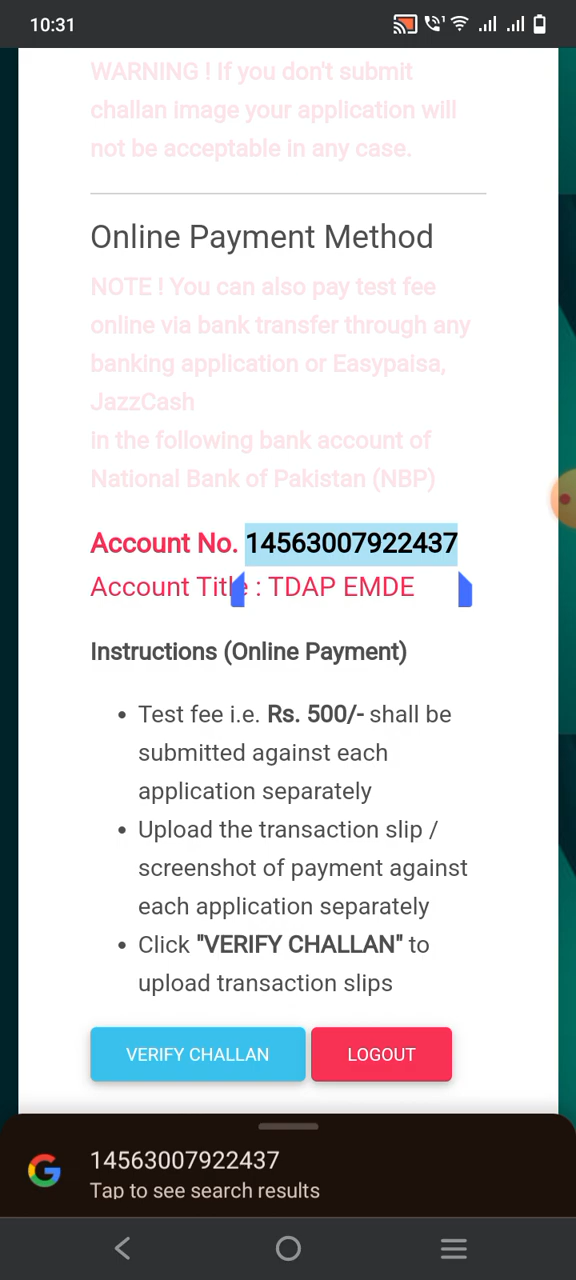 10:31
WARNING ! If you don't submit
challan image your application will
not be acceptable in any case.
Online Payment Method
NOTE ! You can also pay test fee
online via bank transfer through any
banking application or Easypaisa,
JazzCash
in the following bank account of
National Bank of Pakistan (NBP)
Account No. 14563007922437
Account Title : TDAP EMDE
Instructions (Online Payment)
• Test fee i.e. Rs. 500/- shall be
submitted against each
application separately
• Upload the transaction slip /
screenshot of payment against
each application separately
• Click "VERIFY CHALLAN" to
upload transaction slips
VERIFY CHALLAN LOGOUT
14563007922437
Tap to see search results